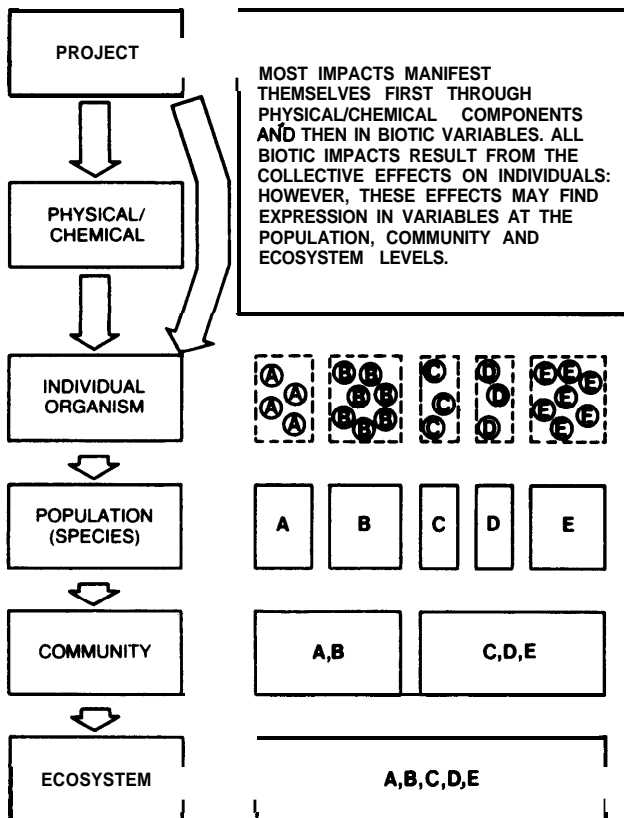 PROJECT
MOST IMPACTS MANIFEST
THEMSELVES FIRST THROUGH
PHYSICAL/CHEMICAL COMPONENTS
AND THEN IN BIOTIC VARIABLES. ALL
BIOTIC IMPACTS RESULT FROM THE
COLLECTIVE EFFECTS ON INDIVIDUALS:
HOWEVER, THESE EFFECTS MAY FIND
EXPRESSION IN VARIABLES AT THE
POPULATION, COMMUNITY AND
ECOSYSTEM LEVELS.
PHYSICAL/
CHEMICAL
INDIVIDUAL
ORGANISM
A A A A
B B B B B B B
C C C
D D D
E E E E E E E
POPULATION
(SPECIES)
A B C D E
COMMUNITY
A,B C,D,E
ECOSYSTEM
A,B,C,D,E